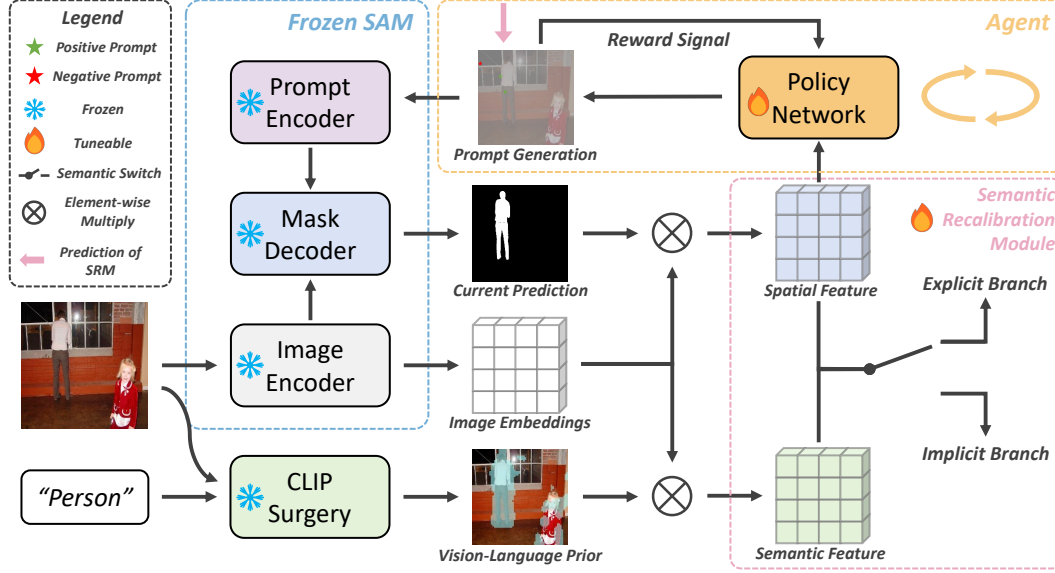 Legend
Positive Prompt
Negative Prompt
Frozen
Tuneable
Semantic Switch
Element-wise
Multiply
Prediction of
SRM
Frozen SAM
Agent
Reward Signal
Prompt
Encoder
Policy
Network
Prompt Generation
Mask
Decoder
Current Prediction
Spatial Feature
Semantic
Recalibration
Module
Explicit Branch
Image
Encoder
Image Embeddings
Implicit Branch
“Person”
CLIP
Surgery
Vision-Language Prior
Semantic Feature